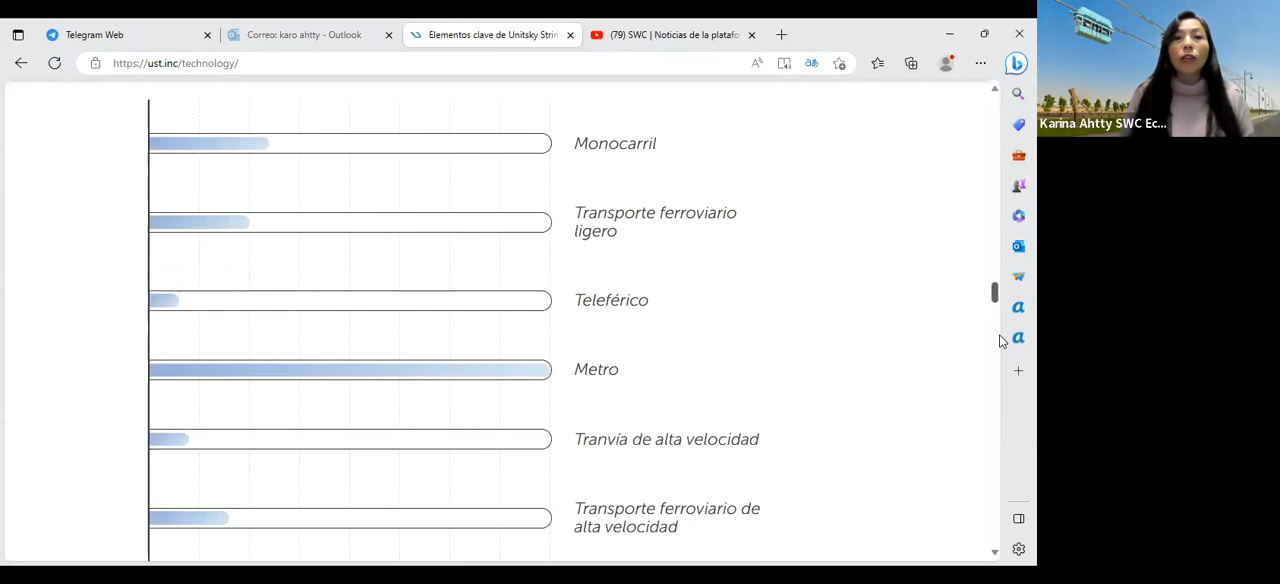 Telegram Web
Correo: karo ahtty - Outlook
Elementos clave de Unitsky Strin
(79) SWC | Noticias de la platafo
https://ust.inc/technology/
Karina Ahtty SWC Ec...
Monocarril
Transporte ferroviario
ligero
Teleférico
Metro
Tranvía de alta velocidad
Transporte ferroviario de
alta velocidad